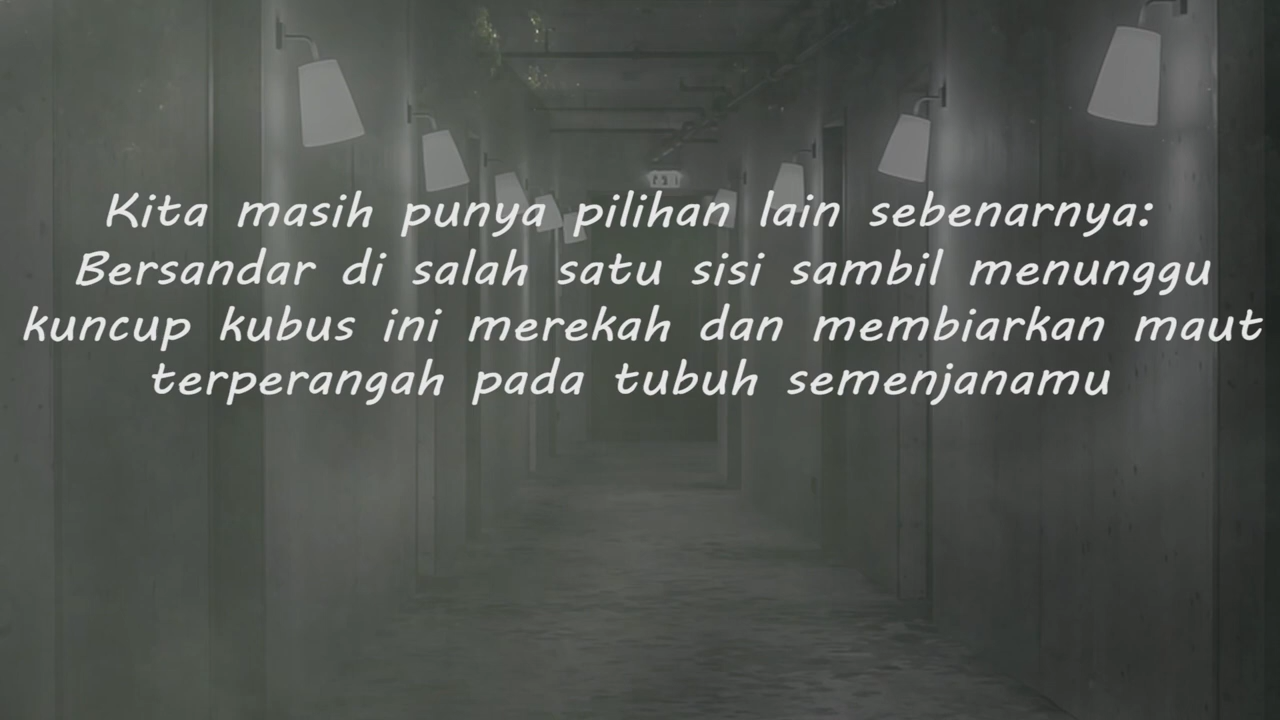 Kita masih punya pilihan lain sebenarnya:
Bersandar di salah satu sisi sambil menunggu
kuncup kubus ini merekah dan membiarkan maut
terperangah pada tubuh semenjanamu